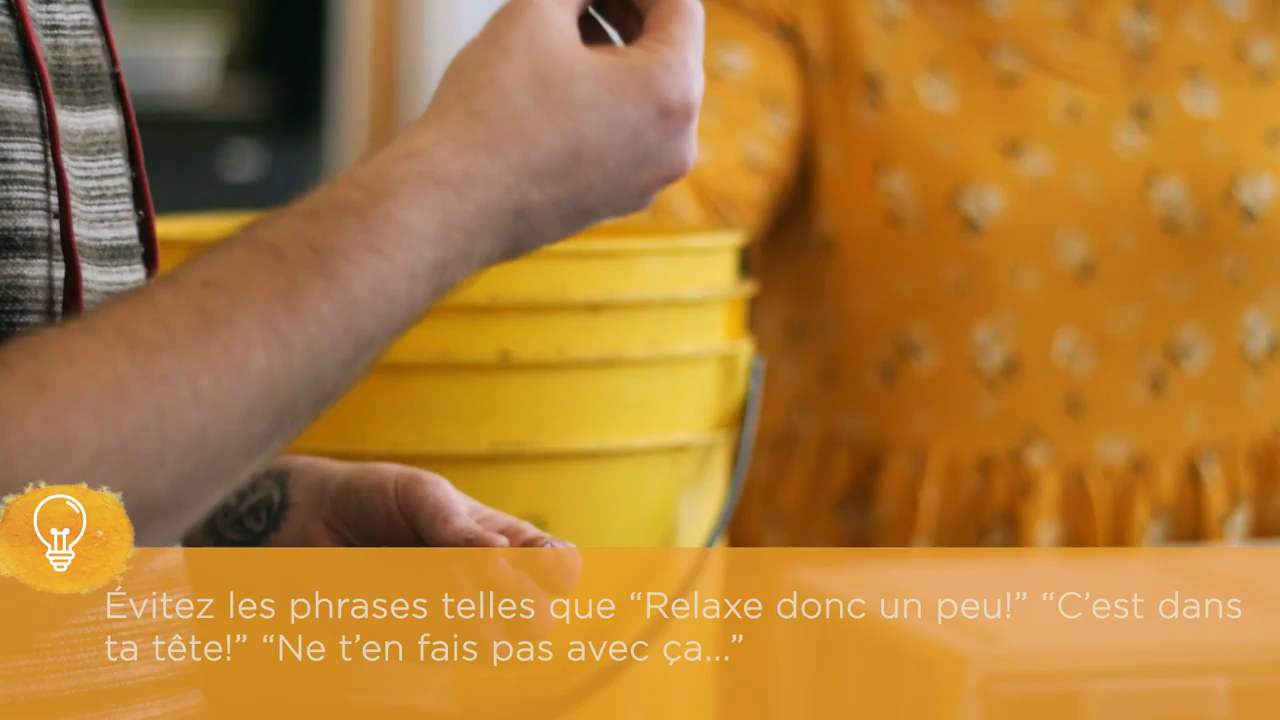 Évitez les phrases telles que “Relaxe donc un peu!” “C’est dans
ta tête!” “Ne t’en fais pas avec ça...”